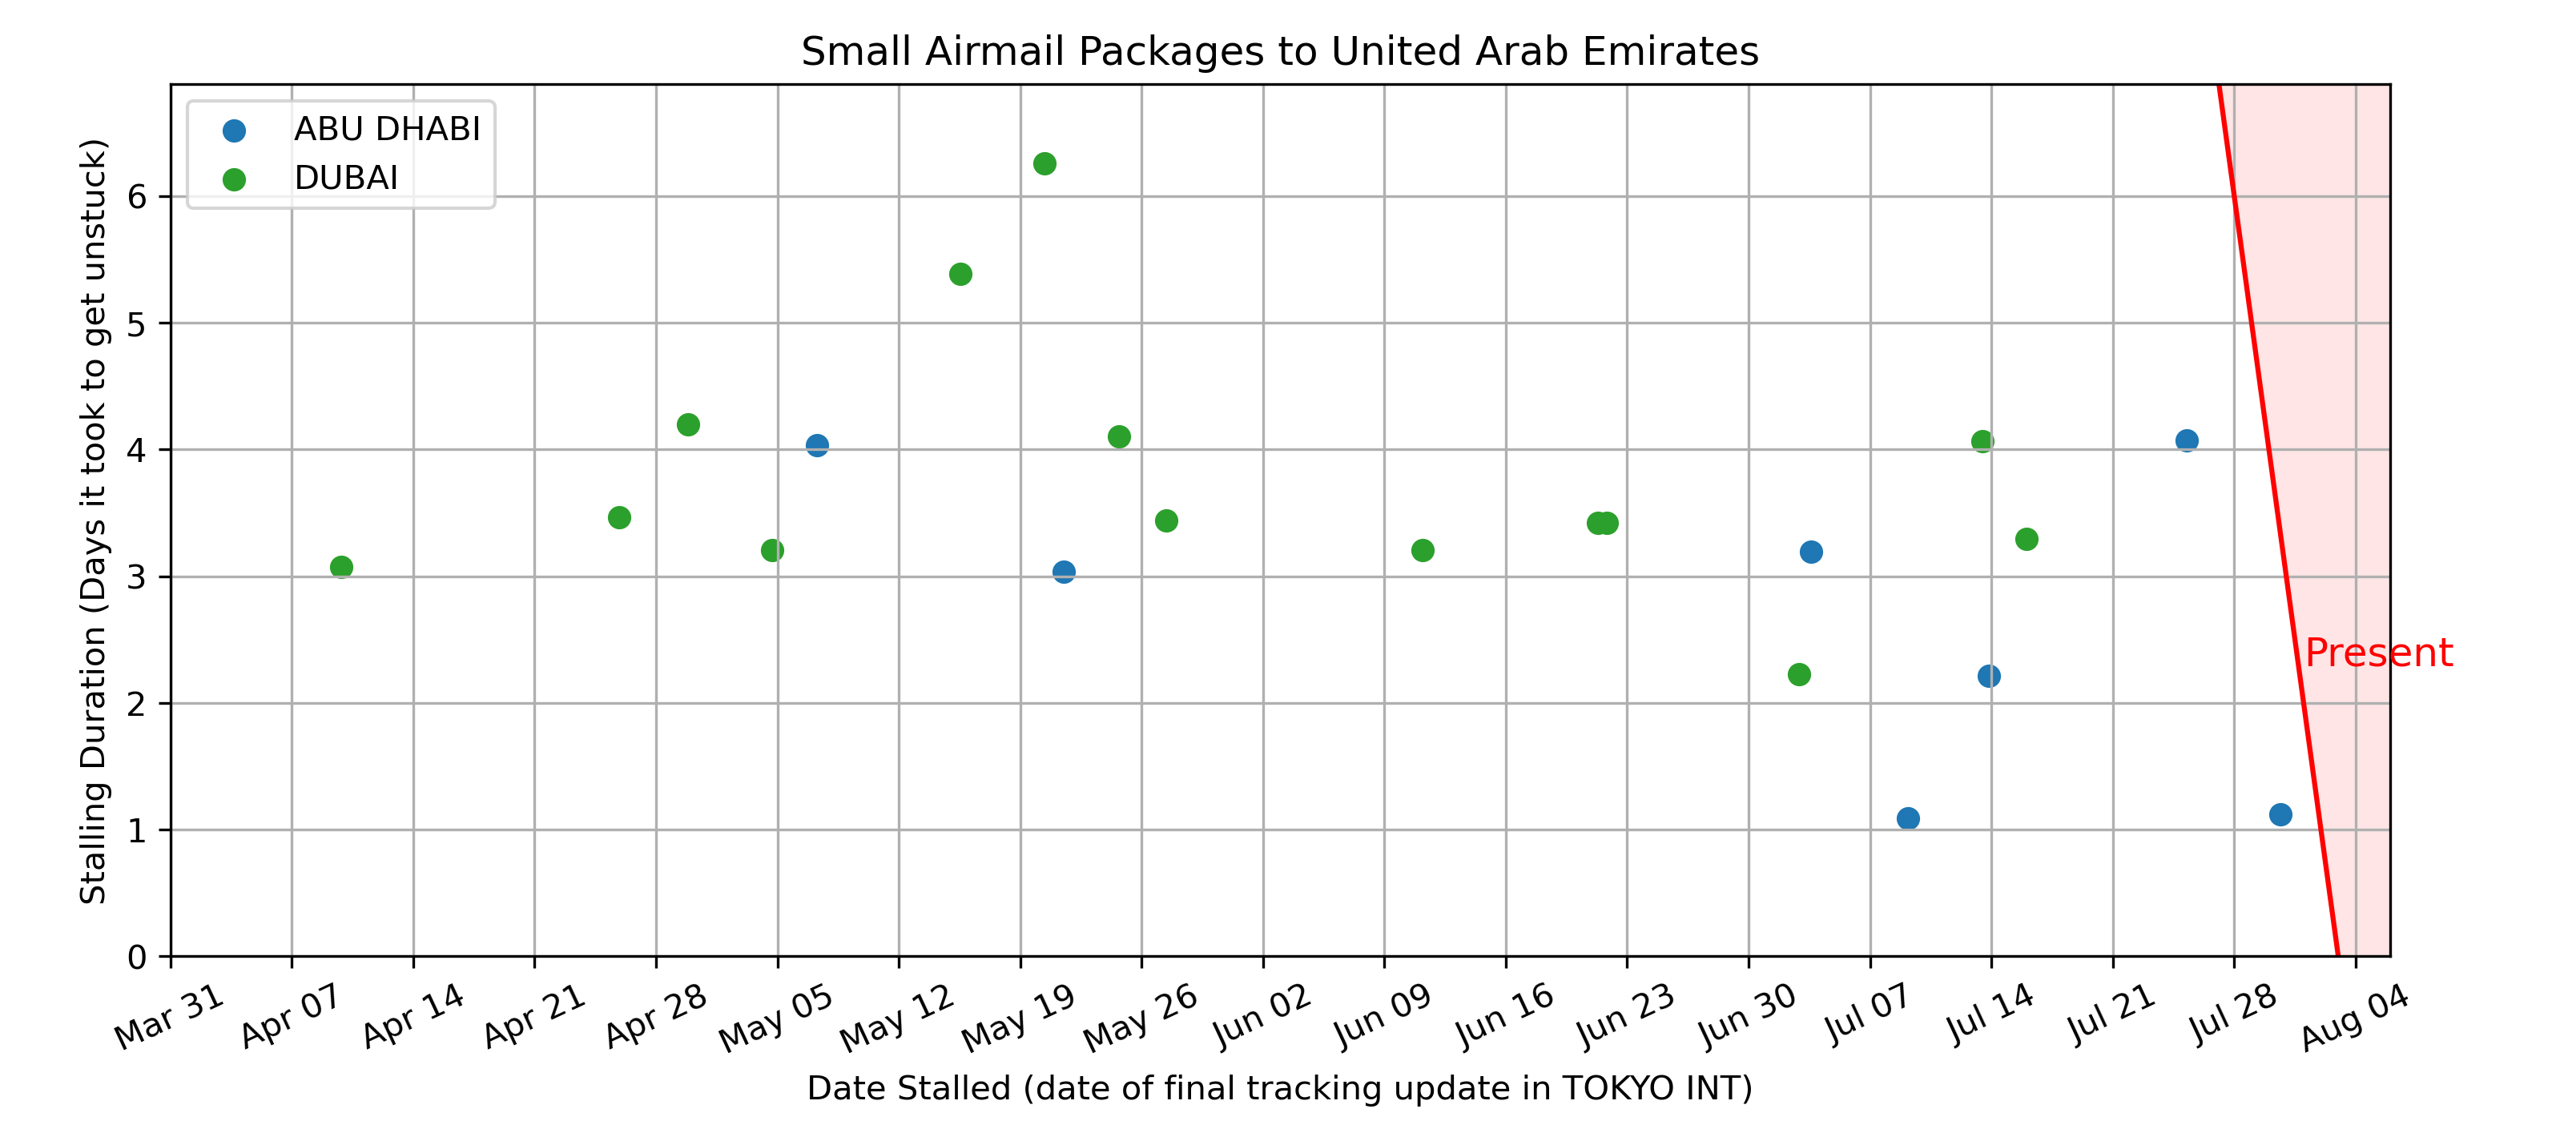 Small Airmail Packages to United Arab Emirates
ABU DHABI
DUBAI
Stalling Duration (Days it took to get unstuck)
6
5
4
3
2
1
0
Present
Mar 31
Apr 07
Apr 14
Apr 21
Apr 28
May 05
May 12
May 19
May 26
Jun 02
Jun 09
Jun 16
Jun 23
Jun 30
Jul 07
Jul 14
Jul 21
Jul 28
Aug 04
Date Stalled (date of final tracking update in TOKYO INT)